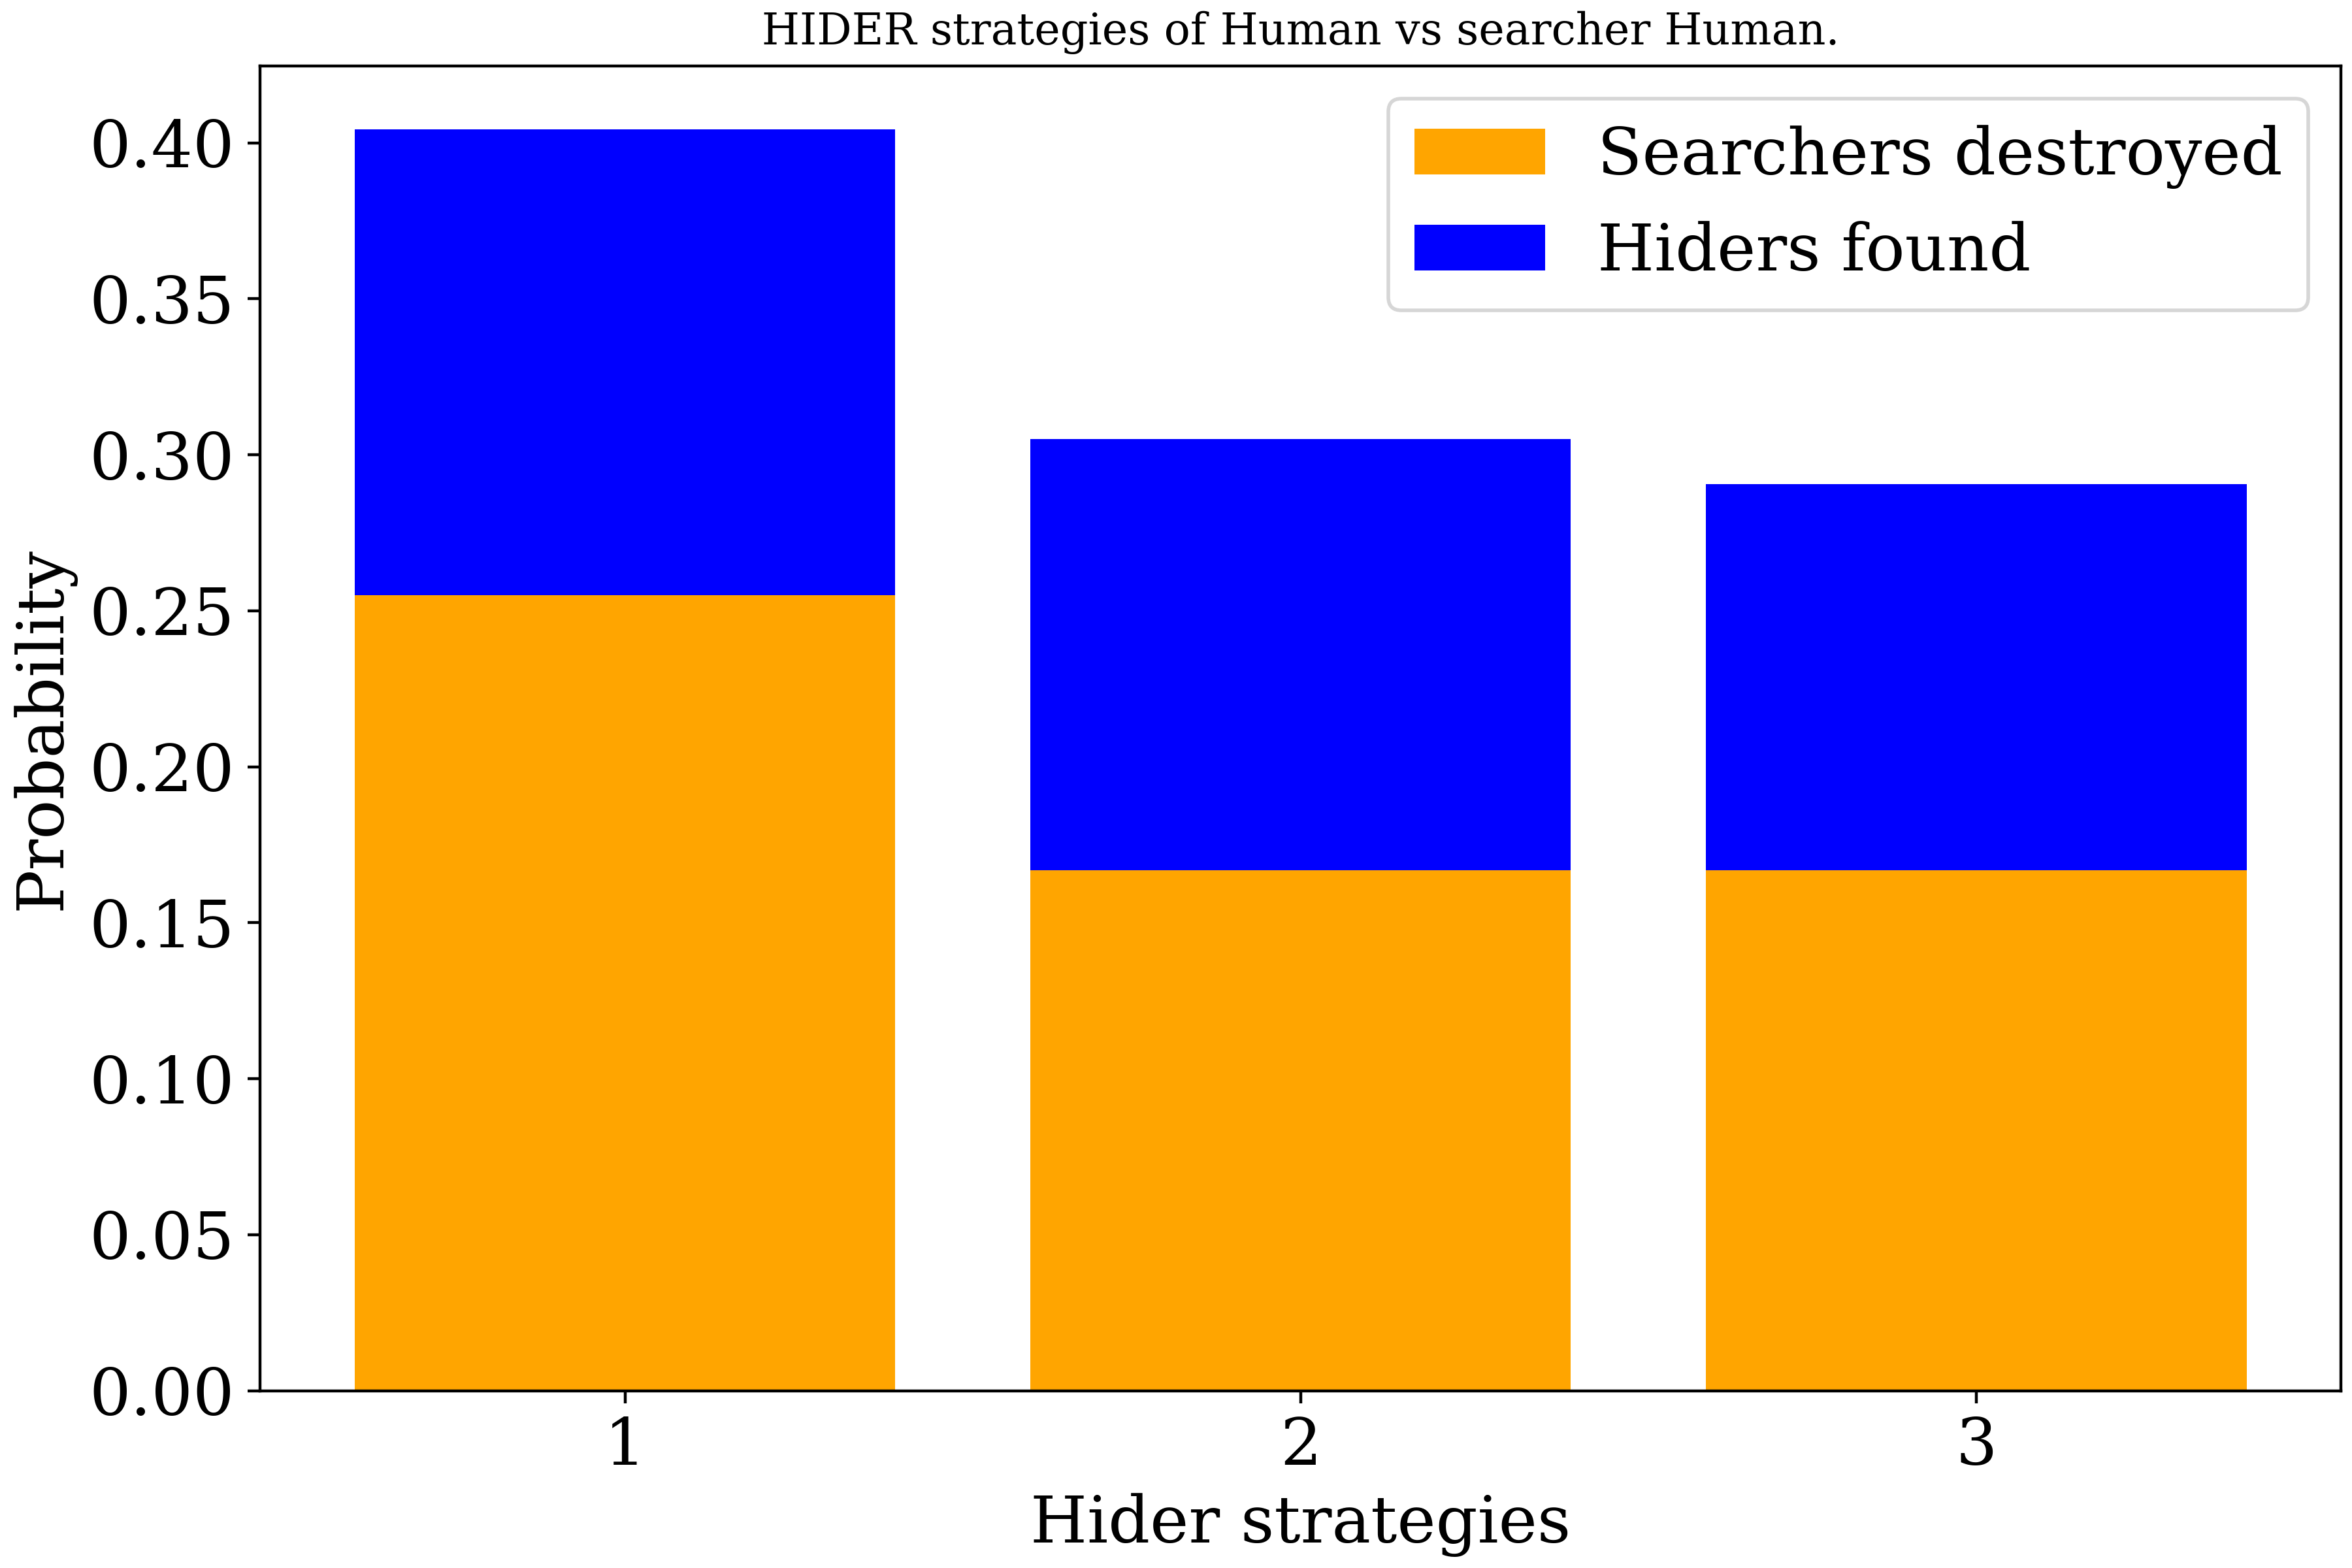 HIDER strategies of Human vs searcher Human.
Searchers destroyed
Hiders found
Probability
0.40
0.35
0.30
0.25
0.20
0.15
0.10
0.05
0.00
1 2 3
Hider strategies